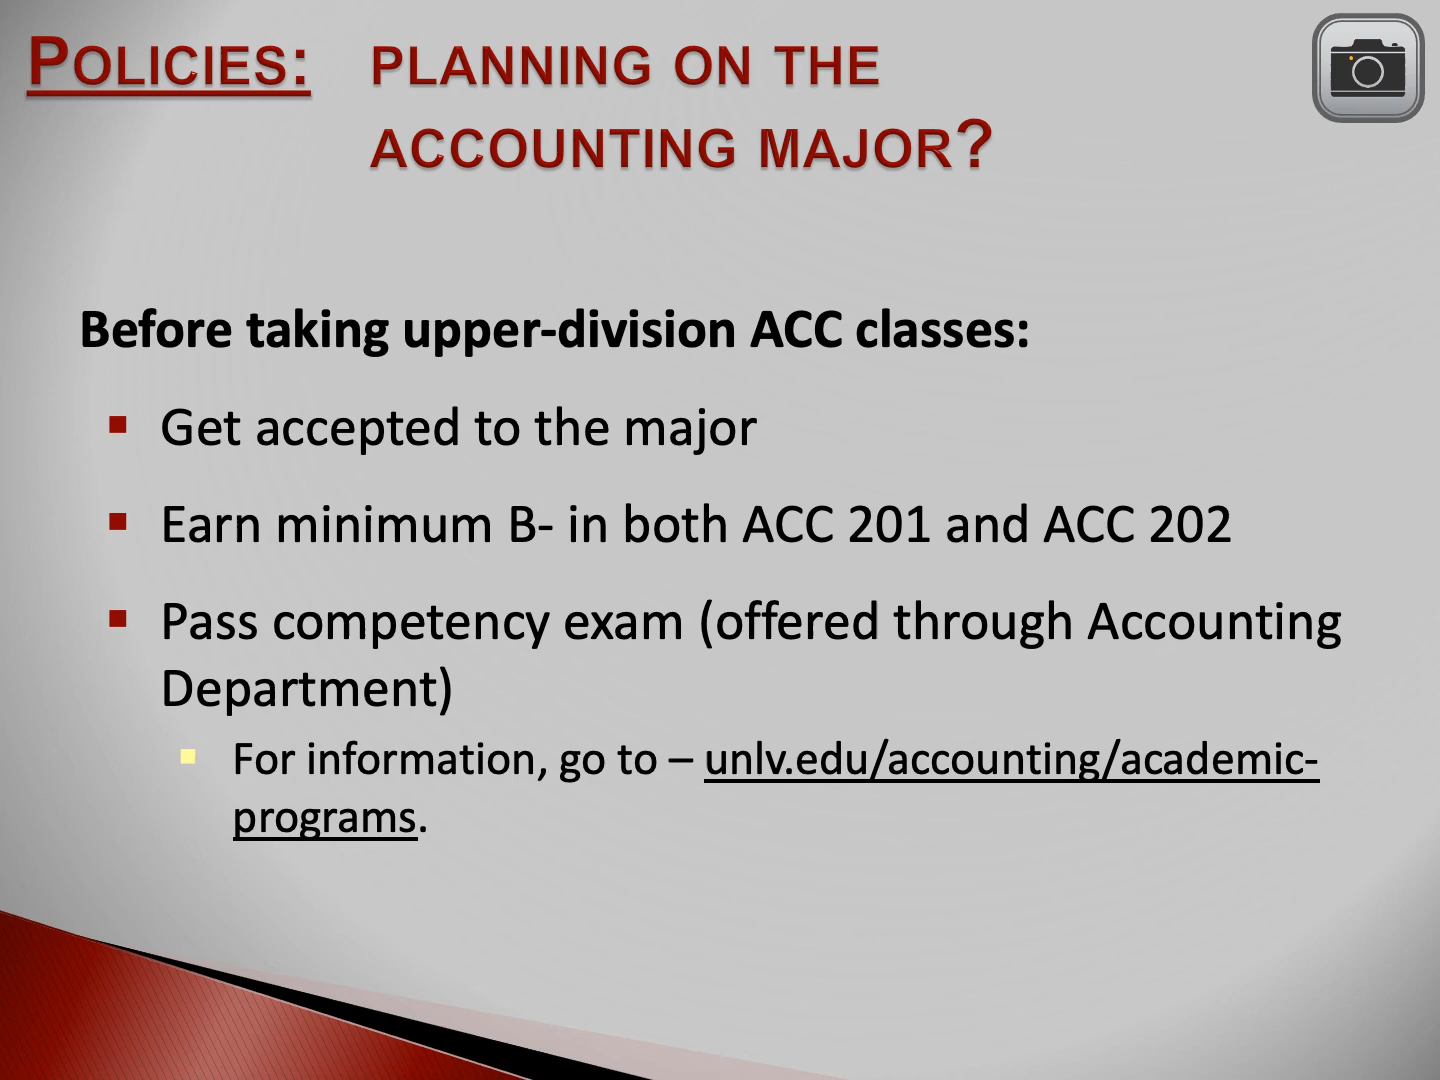 Policies: planning on the
accounting major?
Before taking upper-division ACC classes:
Get accepted to the major
Earn minimum B- in both ACC 201 and ACC 202
Pass competency exam (offered through Accounting
Department)
For information, go to – unlv.edu/accounting/academic-
programs.